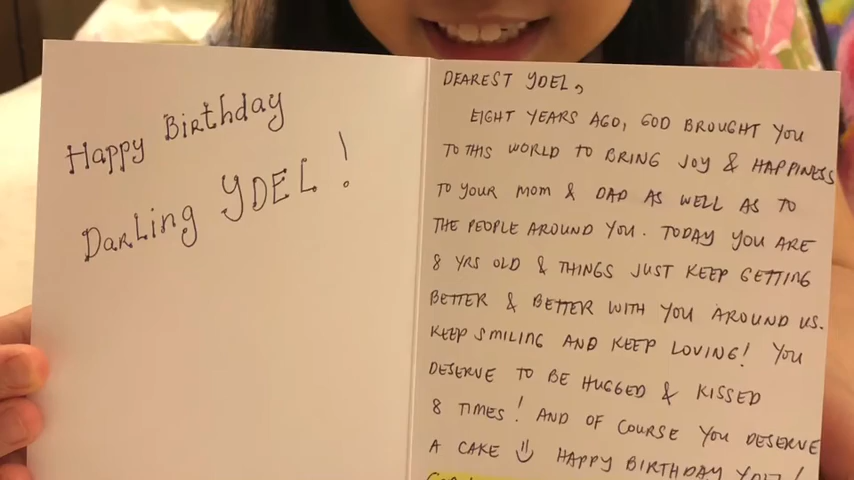 Happy Birthday
Darling YDEL!
DEAREST YDEL,
EIGHT YEARS AGO, GOD BROUGHT YOU
TO THIS WORLD TO BRING JOY & HAPPINESS
TO YOUR MOM & DAD AS WELL AS TO
THE PEOPLE AROUND YOU. TODAY YOU ARE
8 YRS OLD & THINGS JUST KEEP GETTING
BETTER & BETTER WITH YOU AROUND US.
KEEP SMILING AND KEEP LOVING! YOU
DESERVE TO BE HUGGED & KISSED
8 TIMES! AND OF COURSE YOU DESERVE
A CAKE =) HAPPY BIRTHDAY YDEL!